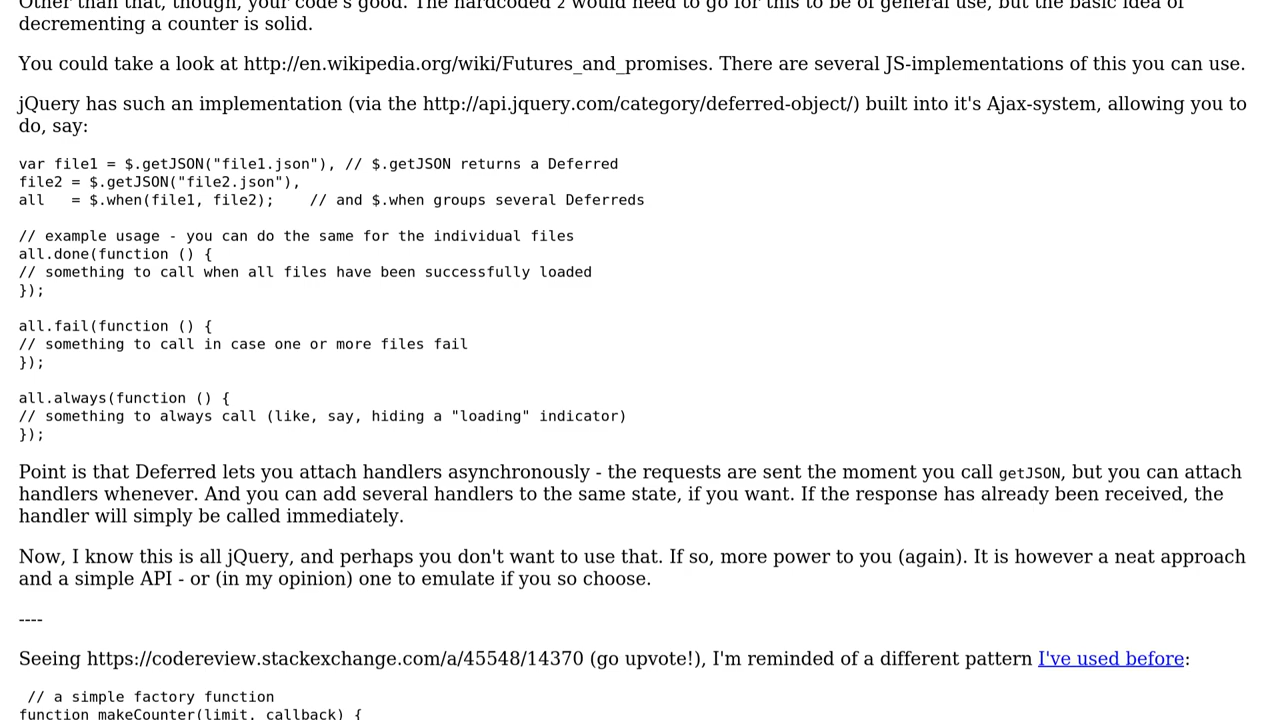 Other than that, though, your code's good. The hardcoded 2 would need to go for this to be of general use, but the basic idea of
decrementing a counter is solid.
You could take a look at http://en.wikipedia.org/wiki/Futures_and_promises. There are several JS-implementations of this you can use.
jQuery has such an implementation (via the http://api.jquery.com/category/deferred-object/) built into it's Ajax-system, allowing you to
do, say:
var file1 = $.getJSON("file1.json"), // $.getJSON returns a Deferred
file2 = $.getJSON("file2.json"),
all   = $.when(file1, file2);    // and $.when groups several Deferreds
// example usage - you can do the same for the individual files
all.done(function () {
// something to call when all files have been successfully loaded
});
all.fail(function () {
// something to call in case one or more files fail
});
all.always(function () {
// something to always call (like, say, hiding a "loading" indicator)
});
Point is that Deferred lets you attach handlers asynchronously - the requests are sent the moment you call getJSON, but you can attach
handlers whenever. And you can add several handlers to the same state, if you want. If the response has already been received, the
handler will simply be called immediately.
Now, I know this is all jQuery, and perhaps you don't want to use that. If so, more power to you (again). It is however a neat approach
and a simple API - or (in my opinion) one to emulate if you so choose.
----
Seeing https://codereview.stackexchange.com/a/45548/14370 (go upvote!), I'm reminded of a different pattern I've used before:
// a simple factory function
function makeCounter(limit, callback) {